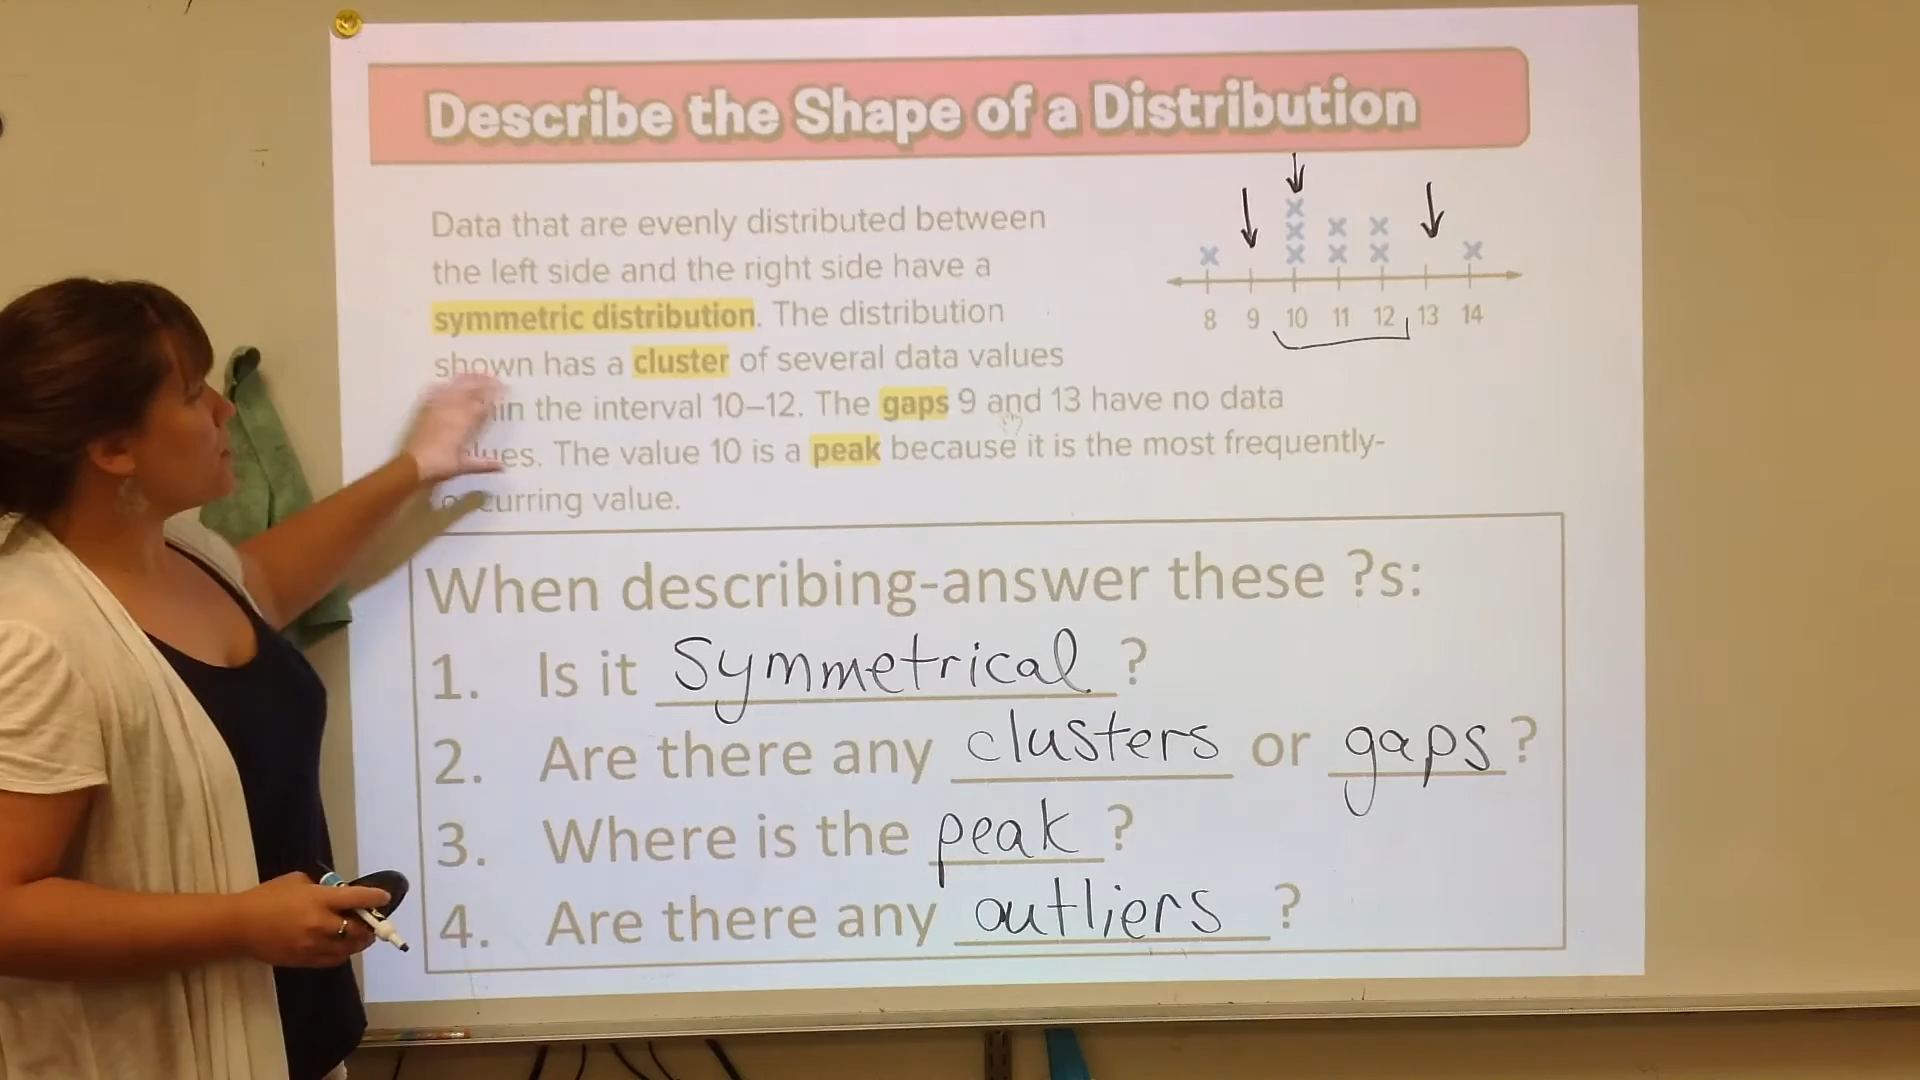 Describe the Shape of a Distribution
Data that are evenly distributed between
the left side and the right side have a
symmetric distribution. The distribution
shown has a cluster of several data values
in the interval 10–12. The gaps 9 and 13 have no data
. The value 10 is a peak because it is the most frequently-
curring value.
x x x x x x x x x
8 9 10 11 12 13 14
When describing-answer these ?s:
1. Is it symmetrical ?
2. Are there any clusters or gaps ?
3. Where is the peak ?
4. Are there any outliers ?